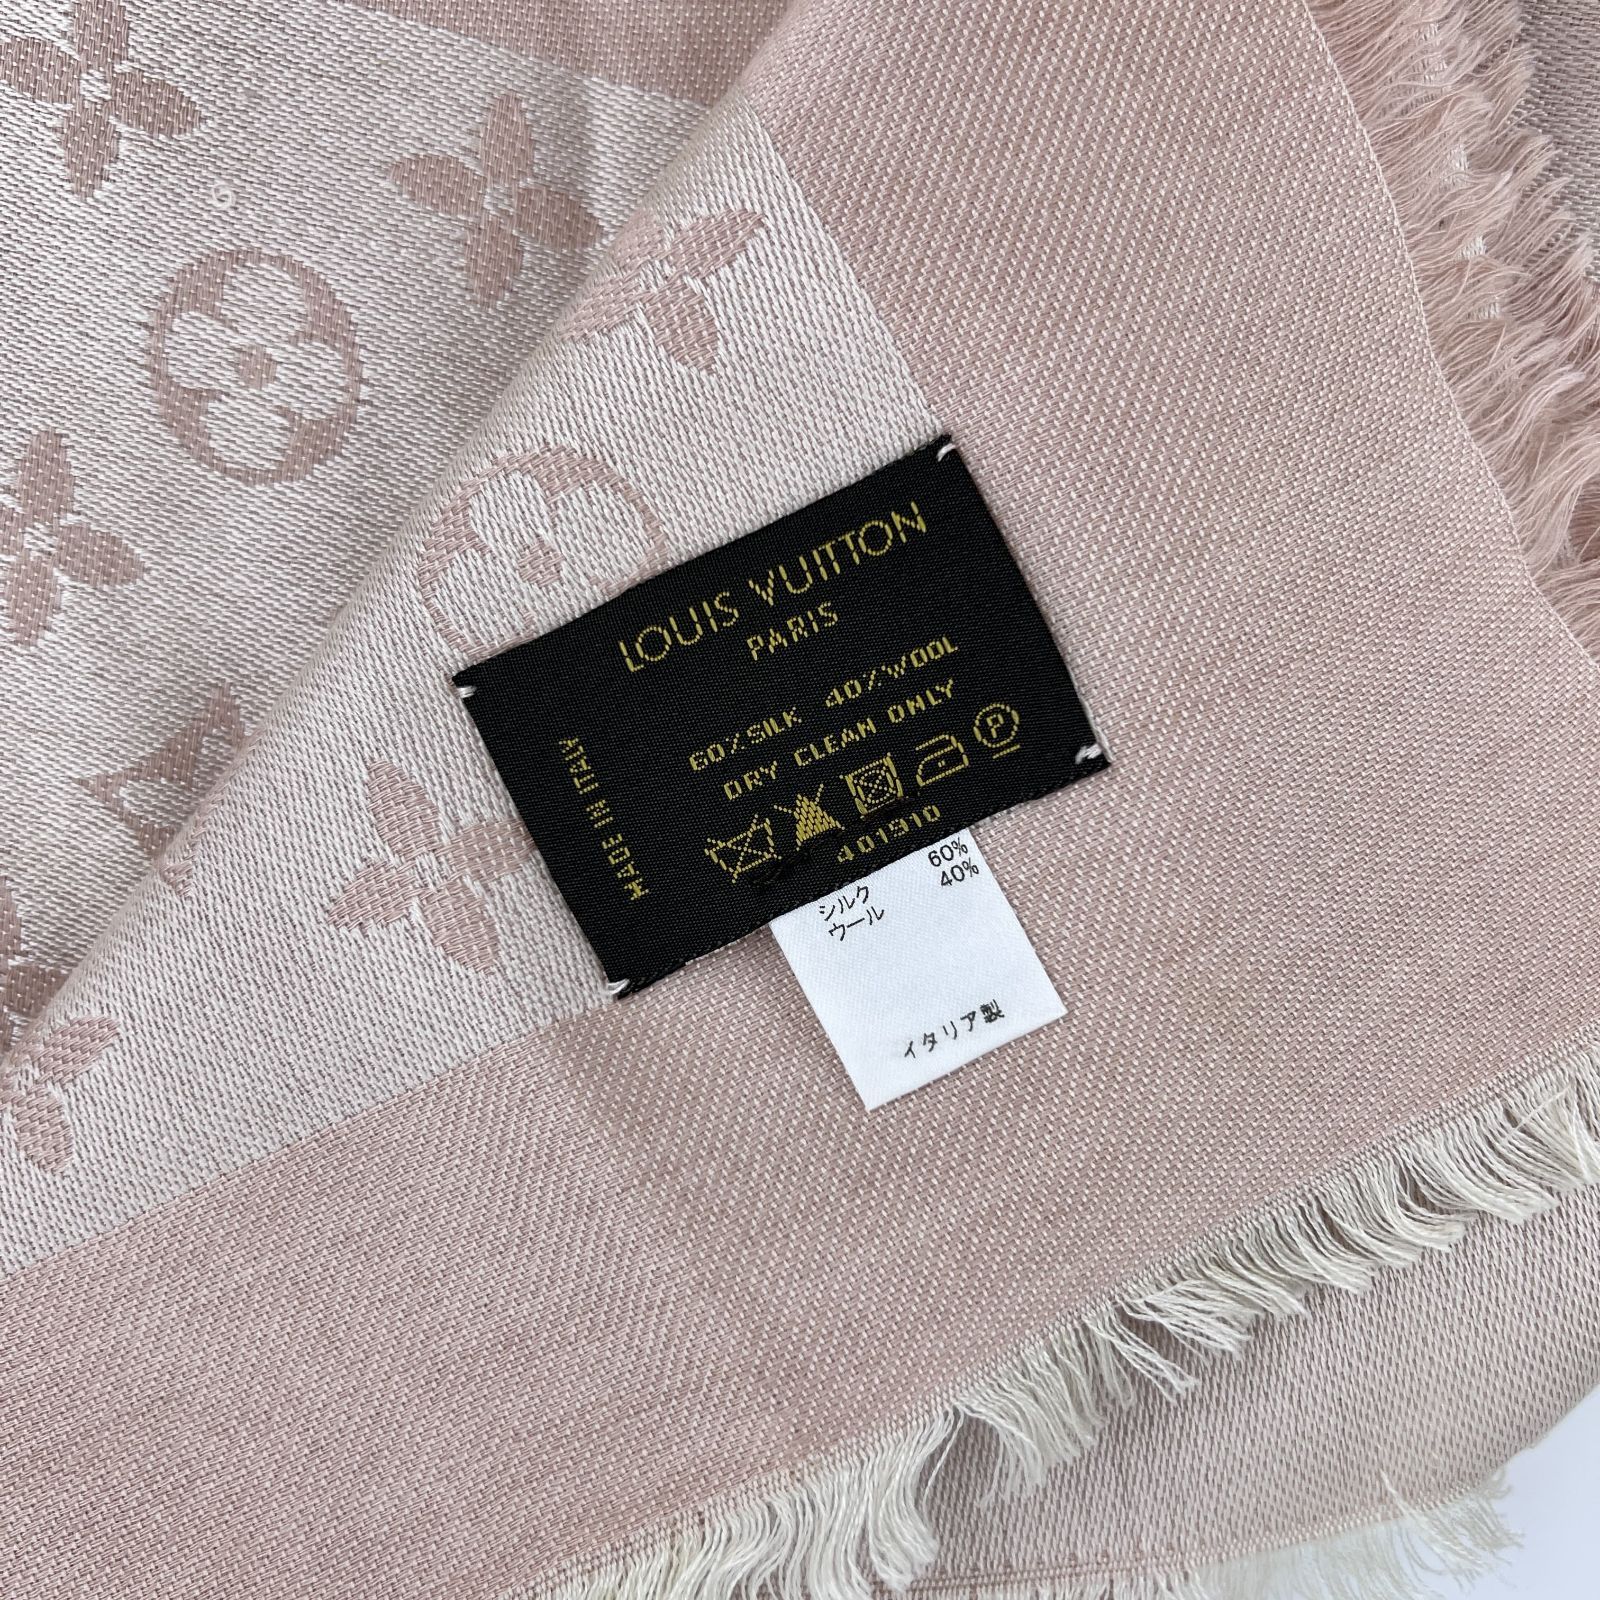 LOUIS VUITTON
PARIS
60%SILK 40%WOOL
DRY CLEAN ONLY
P
401910
MADE IN ITALY
シルク 60%
ウール 40%
イタリア製